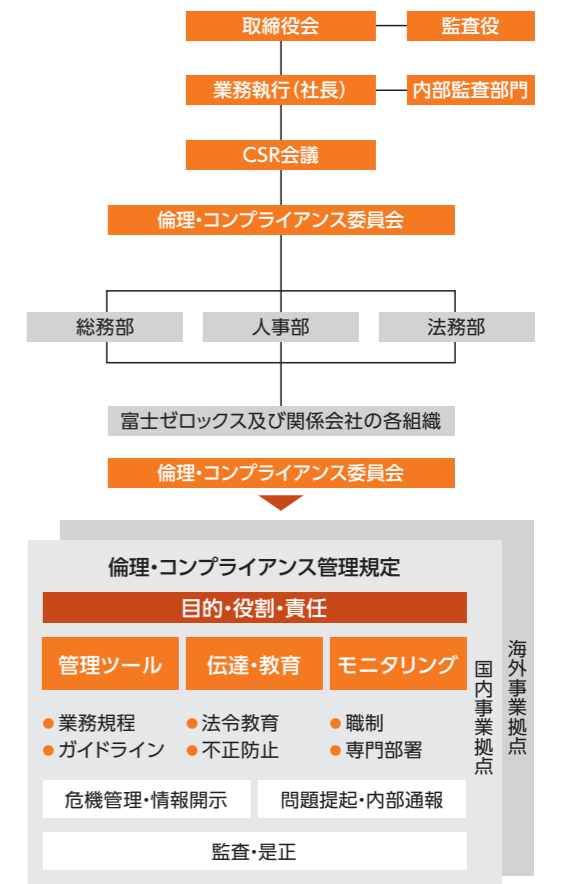 取締役会
監査役
業務執行(社長)
内部監査部門
CSR会議
倫理・コンプライアンス委員会
総務部
人事部
法務部
富士ゼロックス及び関係会社の各組織
倫理・コンプライアンス委員会
倫理・コンプライアンス管理規定
目的・役割・責任
管理ツール
伝達・教育
モニタリング
●業務規程
●ガイドライン
●法令教育
●不正防止
●職制
●専門部署
危機管理・情報開示
問題提起・内部通報
監査・是正
国内事業拠点
海外事業拠点